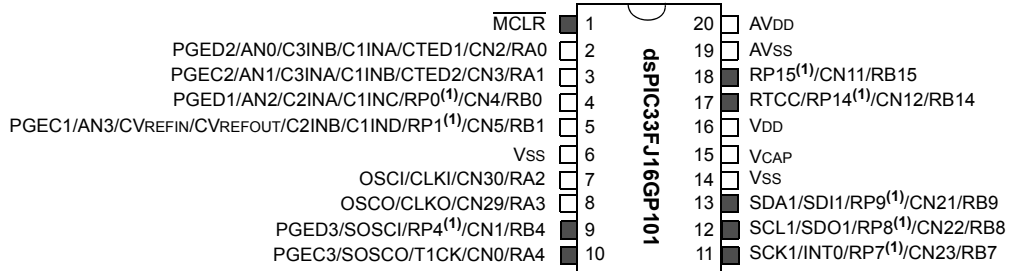 MCLR 1 20 AVDD
PGED2/AN0/C3INB/C1INA/CTED1/CN2/RA0 2 19 AVSS
PGEC2/AN1/C3INA/C1INB/CTED2/CN3/RA1 3 18 RP15(1)/CN11/RB15
PGED1/AN2/C2INA/C1INC/RP0(1)/CN4/RB0 4 17 RTCC/RP14(1)/CN12/RB14
PGEC1/AN3/CVREFIN/CVREFOUT/C2INB/C1IND/RP1(1)/CN5/RB1 5 16 VDD
VSS 6 15 VCAP
OSCI/CLKI/CN30/RA2 7 14 VSS
OSCO/CLKO/CN29/RA3 8 13 SDA1/SDI1/RP9(1)/CN21/RB9
PGED3/SOSCI/RP4(1)/CN1/RB4 9 12 SCL1/SDO1/RP8(1)/CN22/RB8
PGEC3/SOSCO/T1CK/CN0/RA4 10 11 SCK1/INT0/RP7(1)/CN23/RB7
dsPIC33FJ16GP101